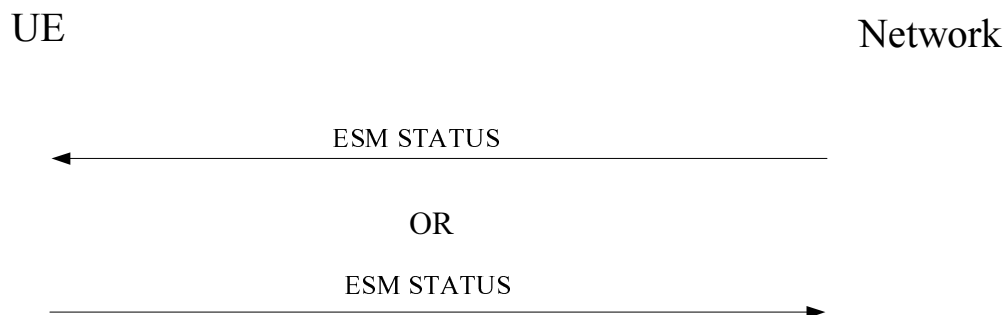 UE
Network
ESM STATUS
OR
ESM STATUS